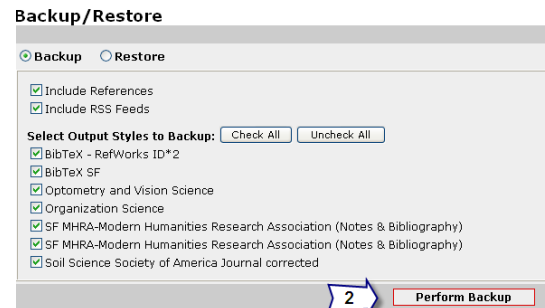 Backup/Restore
Backup Restore
Include References
Include RSS Feeds
Select Output Styles to Backup: Check All Uncheck All
BibTeX - RefWorks ID*2
BibTeX SF
Optometry and Vision Science
Organization Science
SF MHRA-Modern Humanities Research Association (Notes & Bibliography)
SF MHRA-Modern Humanities Research Association (Notes & Bibliography)
Soil Science Society of America Journal corrected
2 Perform Backup